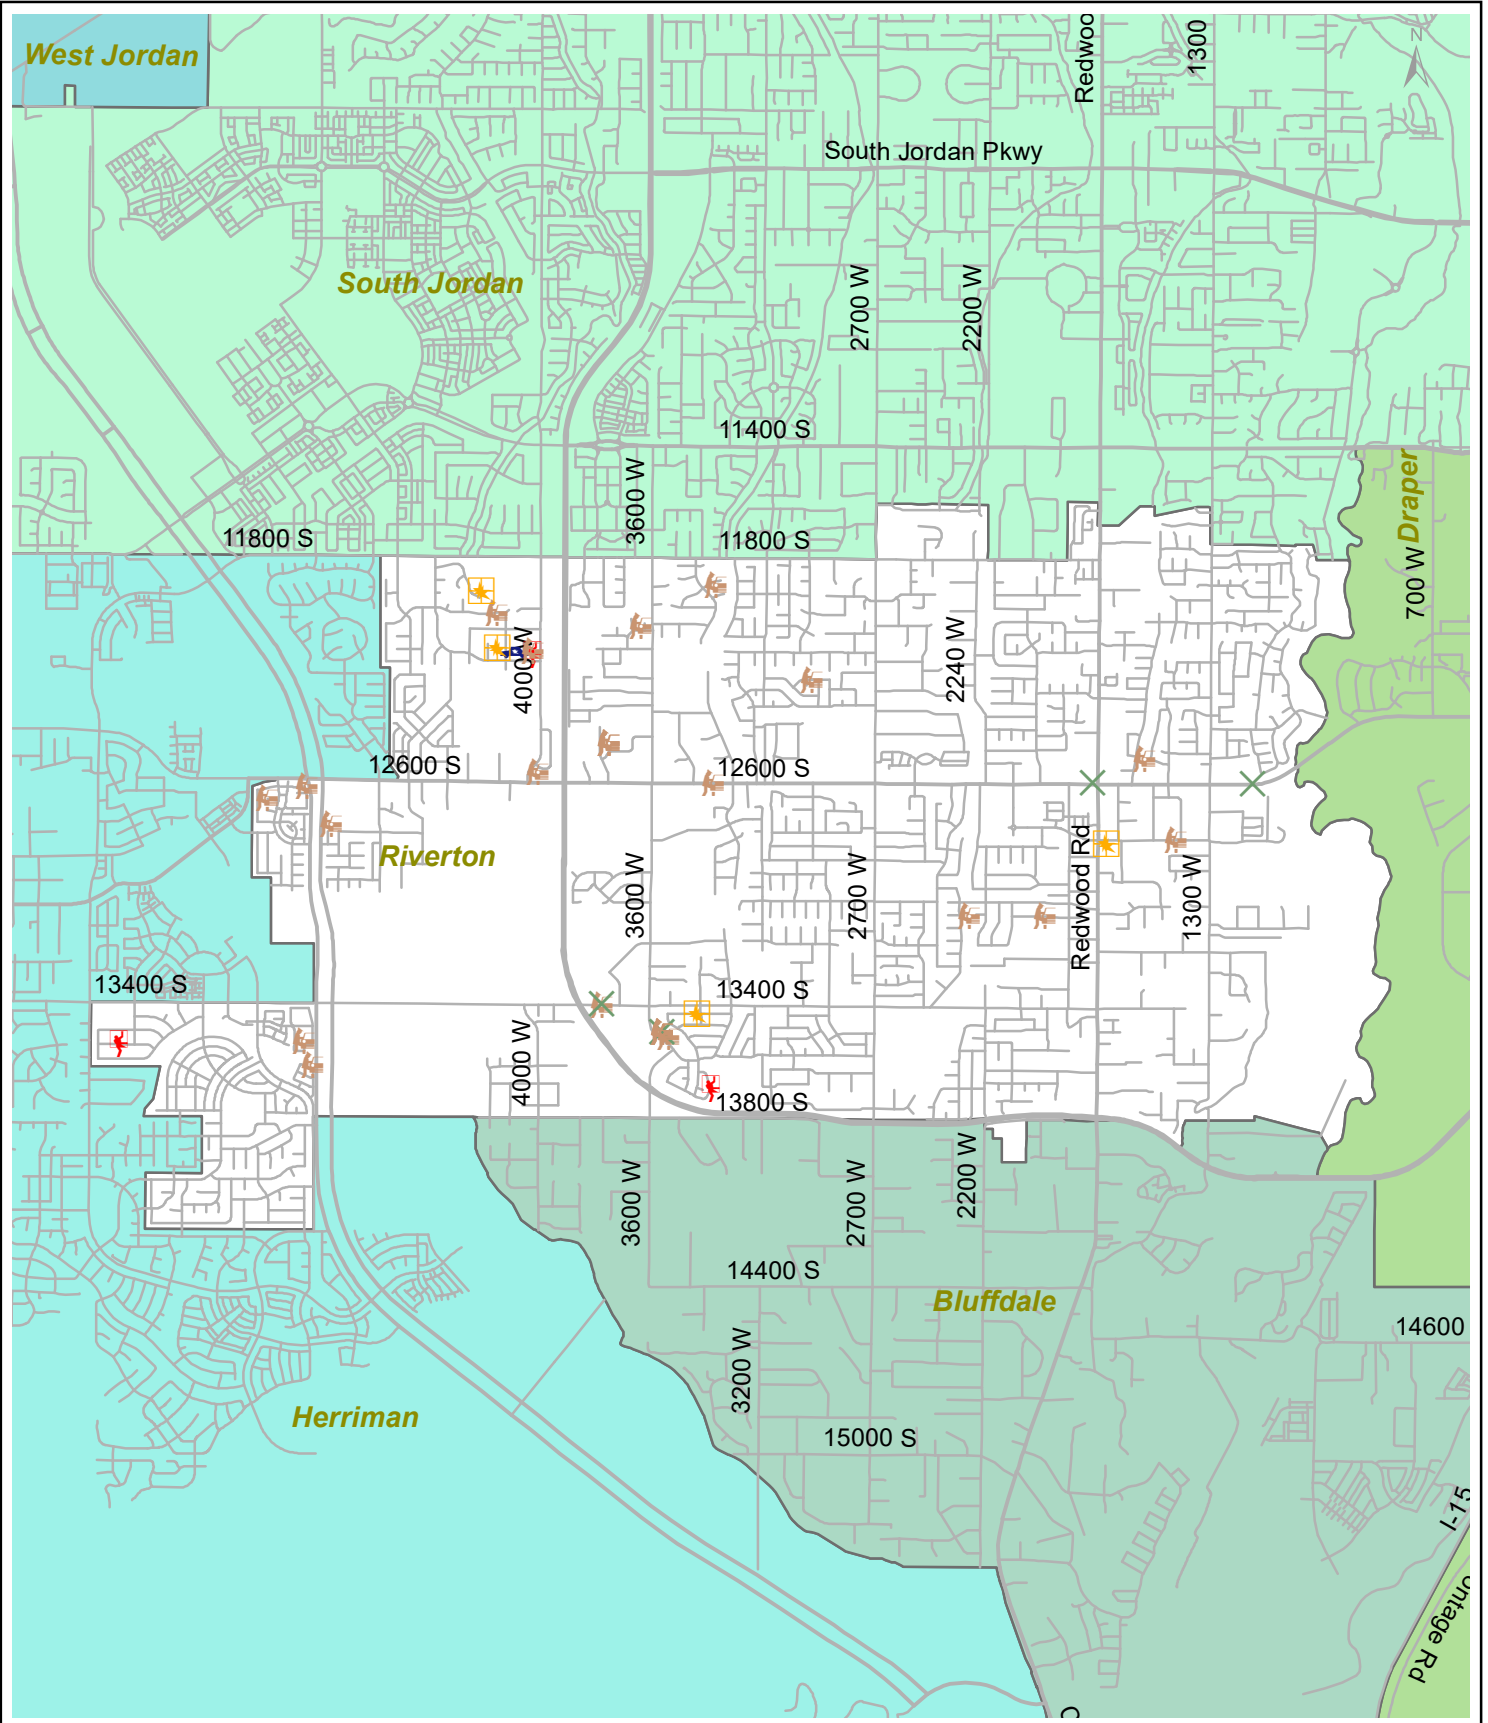 West Jordan
Redwoo
1300
N
South Jordan Pkwy
South Jordan
2700 W
2200 W
11400 S
3600 W
Draper
11800 S
11800 S
700 W
4000 W
2240 W
12600 S
12600 S
Riverton
3600 W
2700 W
Redwood Rd
1300 W
13400 S
13400 S
4000 W
13800 S
3600 W
2700 W
2200 W
14400 S
Bluffdale
14600
3200 W
Herriman
15000 S
I-15
ontage Rd